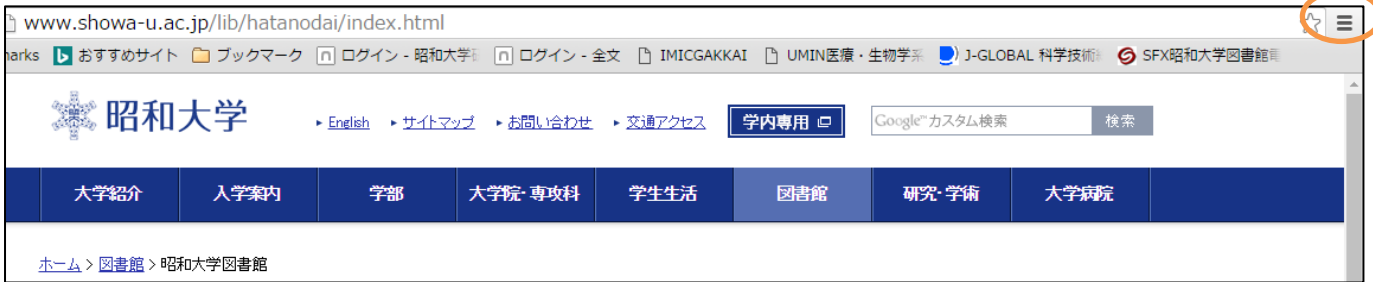 www.showa-u.ac.jp/lib/hatanodai/index.html
おすすめサイト ブックマーク ログイン - 昭和大学 ログイン - 全文 IMICGAKKAI UMIN医療・生物学系 J-GLOBAL 科学技術 SFX昭和大学図書館
昭和大学 English サイトマップ お問い合わせ 交通アクセス 学内専用 Google™ カスタム検索 検索
大学紹介 入学案内 学部 大学院・専攻科 学生生活 図書館 研究・学術 大学病院
ホーム > 図書館 > 昭和大学図書館